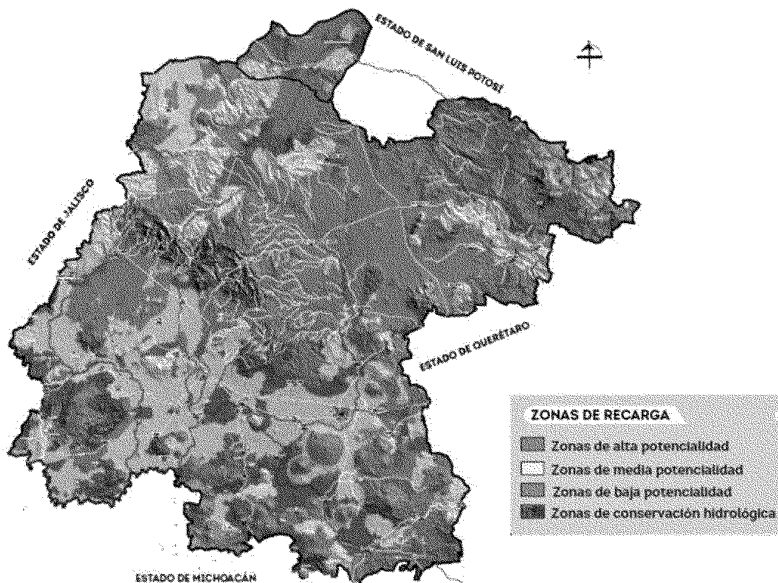 ESTADO DE SAN LUIS POTOSÍ
ESTADO DE JALISCO
ESTADO DE QUERÉTARO
ZONAS DE RECARGA
Zonas de alta potencialidad
Zonas de media potencialidad
Zonas de baja potencialidad
Zonas de conservación hidrológica
ESTADO DE MICHOACÁN